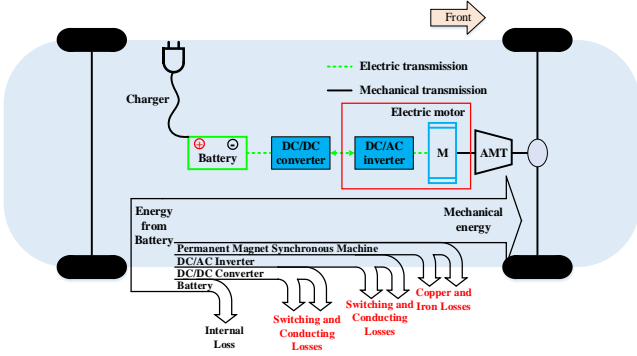 Front
Electric transmission
Mechanical transmission
Charger
Electric motor
+
-
Battery
DC/DC
converter
DC/AC
inverter
M
AMT
Energy
from
Battery
Mechanical
energy
Permanent Magnet Synchronous Machine
DC/AC Inverter
DC/DC Converter
Battery
Internal
Loss
Switching and
Conducting
Losses
Switching and
Conducting
Losses
Copper and
Iron Losses